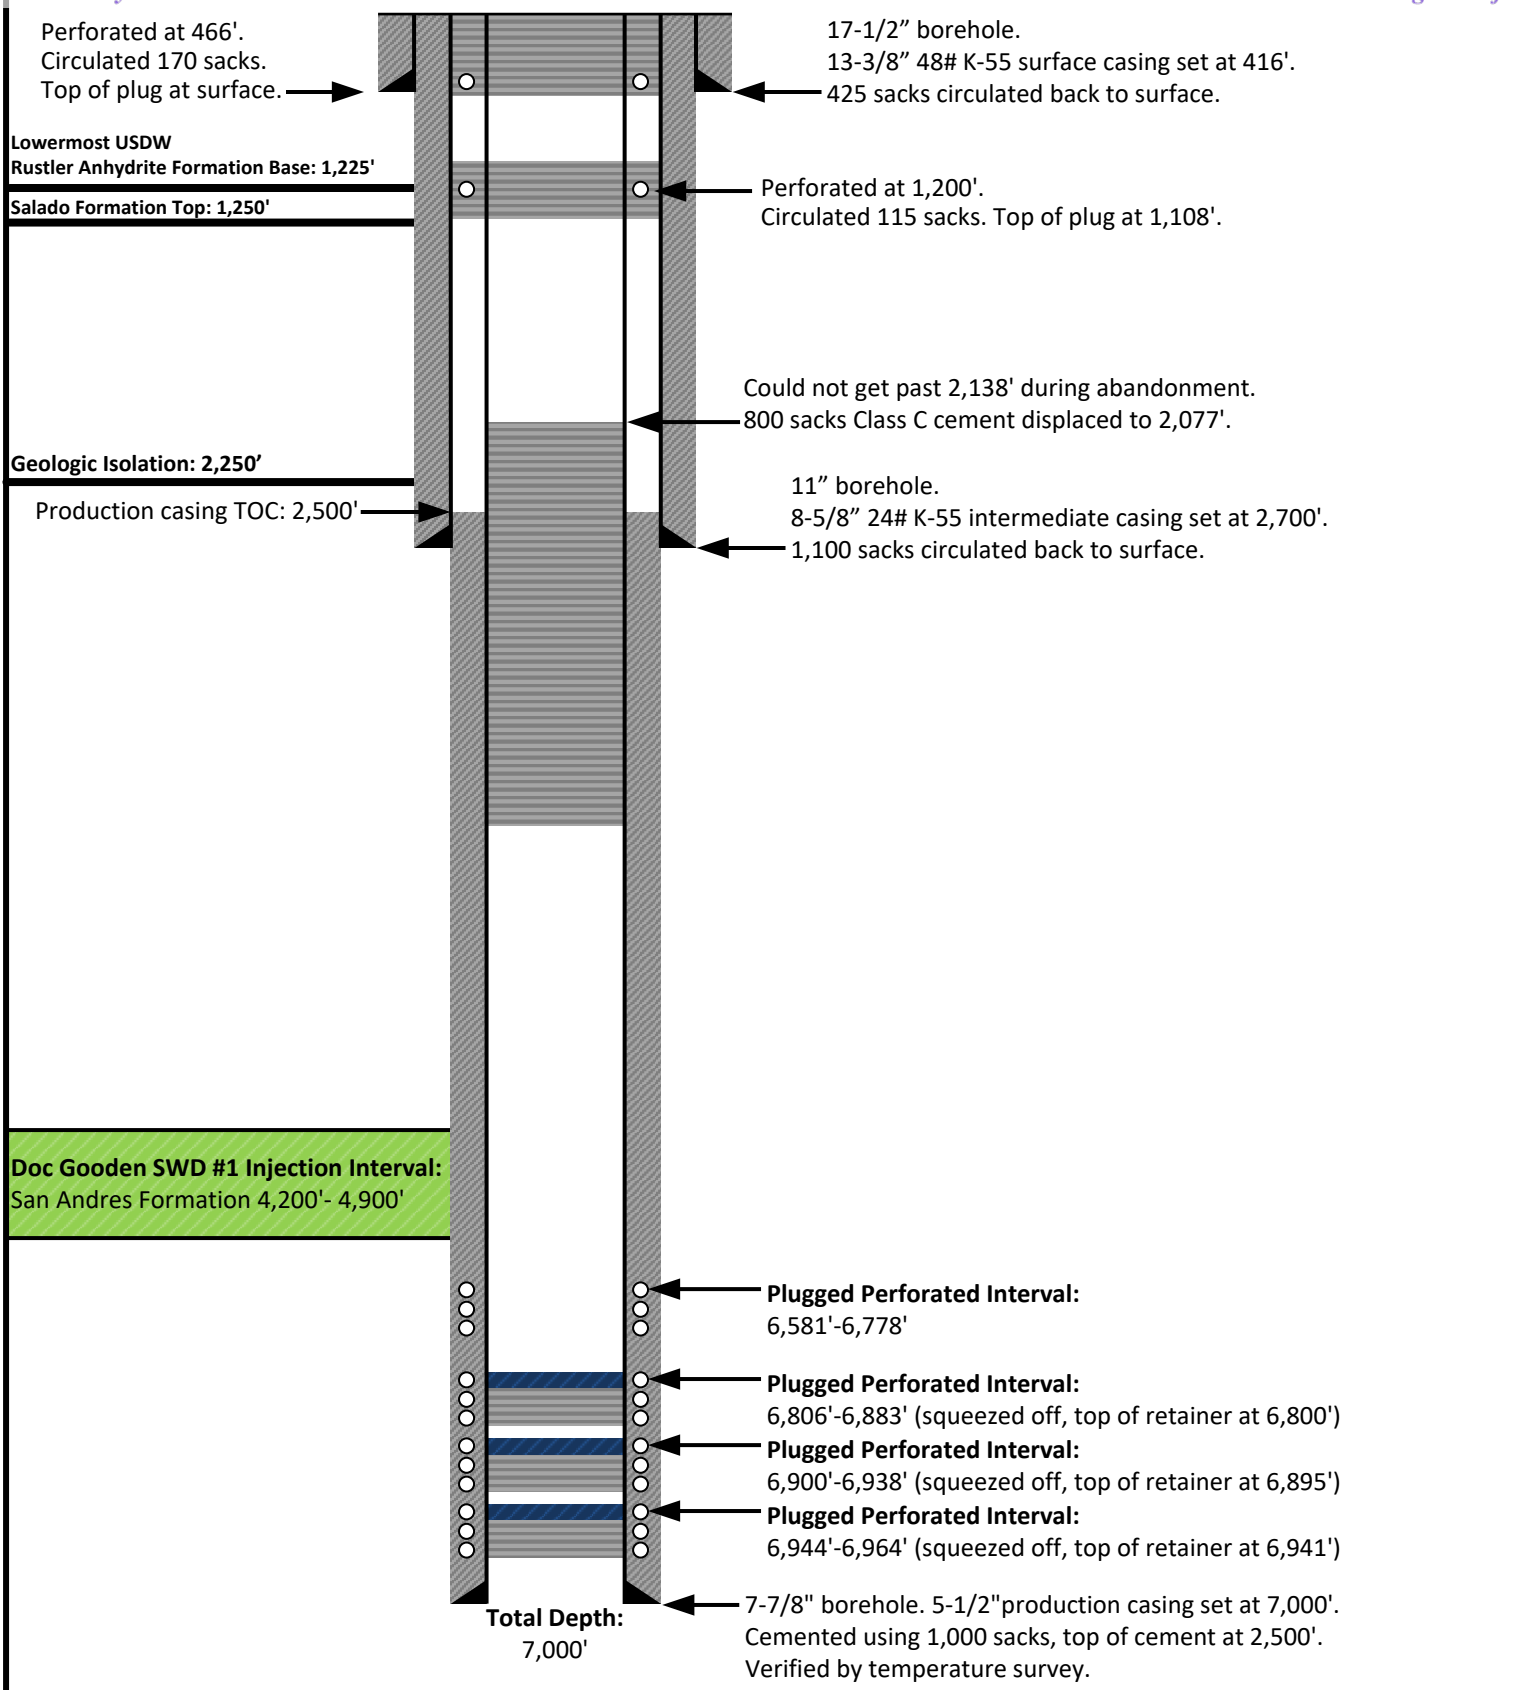 Perforated at 466'.
Circulated 170 sacks.
Top of plug at surface.
17-1/2” borehole.
13-3/8” 48# K-55 surface casing set at 416'.
425 sacks circulated back to surface.
Lowermost USDW
Rustler Anhydrite Formation Base: 1,225'
Salado Formation Top: 1,250'
Perforated at 1,200'.
Circulated 115 sacks. Top of plug at 1,108'.
Could not get past 2,138' during abandonment.
800 sacks Class C cement displaced to 2,077'.
Geologic Isolation: 2,250’
Production casing TOC: 2,500'
11” borehole.
8-5/8” 24# K-55 intermediate casing set at 2,700'.
1,100 sacks circulated back to surface.
Doc Gooden SWD #1 Injection Interval:
San Andres Formation 4,200'- 4,900'
Plugged Perforated Interval:
6,581'-6,778'
Plugged Perforated Interval:
6,806'-6,883' (squeezed off, top of retainer at 6,800')
Plugged Perforated Interval:
6,900'-6,938' (squeezed off, top of retainer at 6,895')
Plugged Perforated Interval:
6,944'-6,964' (squeezed off, top of retainer at 6,941')
Total Depth:
7,000'
7-7/8" borehole. 5-1/2"production casing set at 7,000'.
Cemented using 1,000 sacks, top of cement at 2,500'.
Verified by temperature survey.